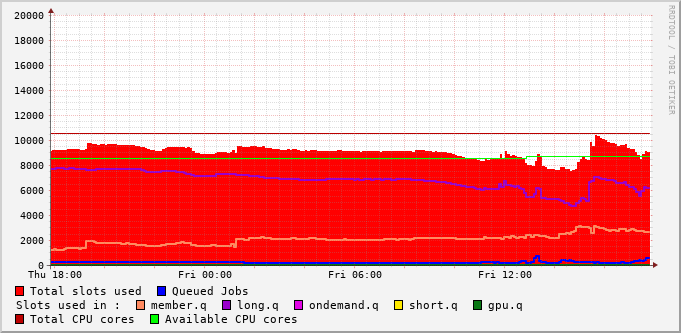 20000
18000
16000
14000
12000
10000
8000
6000
4000
2000
0
Thu 18:00 Fri 00:00 Fri 06:00 Fri 12:00
RRDTOOL / TOBI OETIKER
Total slots used Queued Jobs
Slots used in : member.q long.q ondemand.q short.q gpu.q
Total CPU cores Available CPU cores